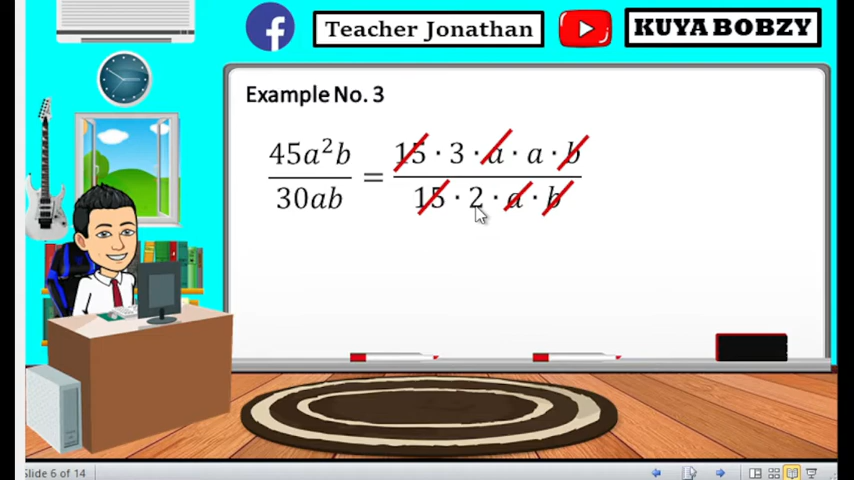 Teacher Jonathan
KUYA BOBZY
Example No. 3
45a²b / 30ab = 15 · 3 · a · a · b / 15 · 2 · a · b
Slide 6 of 14